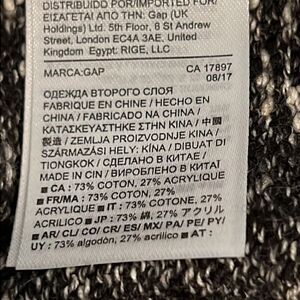 DISTRIBUIDO POR/IMPORTED FOR/
ΕΙΣΑΓΕΤΑΙ ΑΠΟ ΤΗΝ: Gap (UK
Holdings) Ltd. 5th Floor, 8 St Andrew
Street, London EC4A 3AE, United
Kingdom Egypt: RIGE, LLC
MARCA:GAP CA 17897
08/17
ОДЕЖДА ВТОРОГО СЛОЯ
FABRIQUE EN CHINE / HECHO EN
CHINA / FABRICADO NA CHINA /
ΚΑΤΑΣΚΕΥΑΣΤΗΚΕ ΣΤΗΝ ΚΙΝΑ / 中國
製造 / ZEMLJA PROIZVODNJE KINA /
SZÁRMAZÁSI HELY: KÍNA / DIBUAT DI
TIONGKOK / СДЕЛАНО В КИТАЕ /
MADE IN CIN / ВИРОБЛЕНО В КИТАЇ
■ CA : 73% COTON, 27% ACRYLIQUE
■ FR/MA : 73% COTON, 27%
ACRYLIQUE ■ IT : 73% COTONE, 27%
ACRILICO ■ JP : 73% 綿, 27% アクリル
■ AR/ CL/ CO/ CR/ ES/ MX/ PA/ PE/ PY/
UY : 73% algodón, 27% acrílico ■ AT :